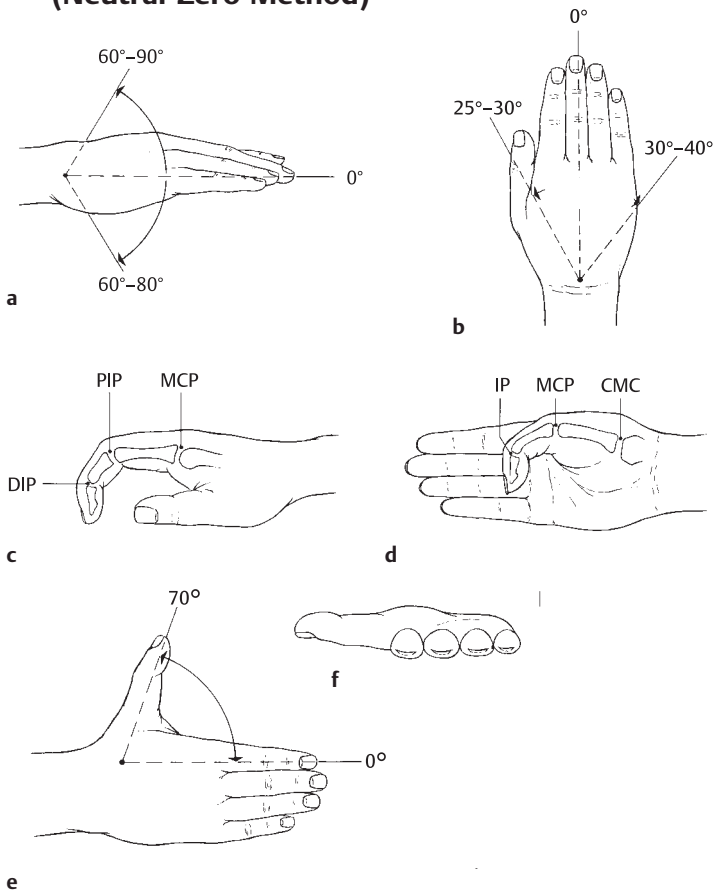 (Neutral Zero Method)
0°
60°–90°
25°–30°
30°–40°
0°
60°–80°
a
b
PIP MCP
IP MCP CMC
DIP
c
d
70°
f
0°
e